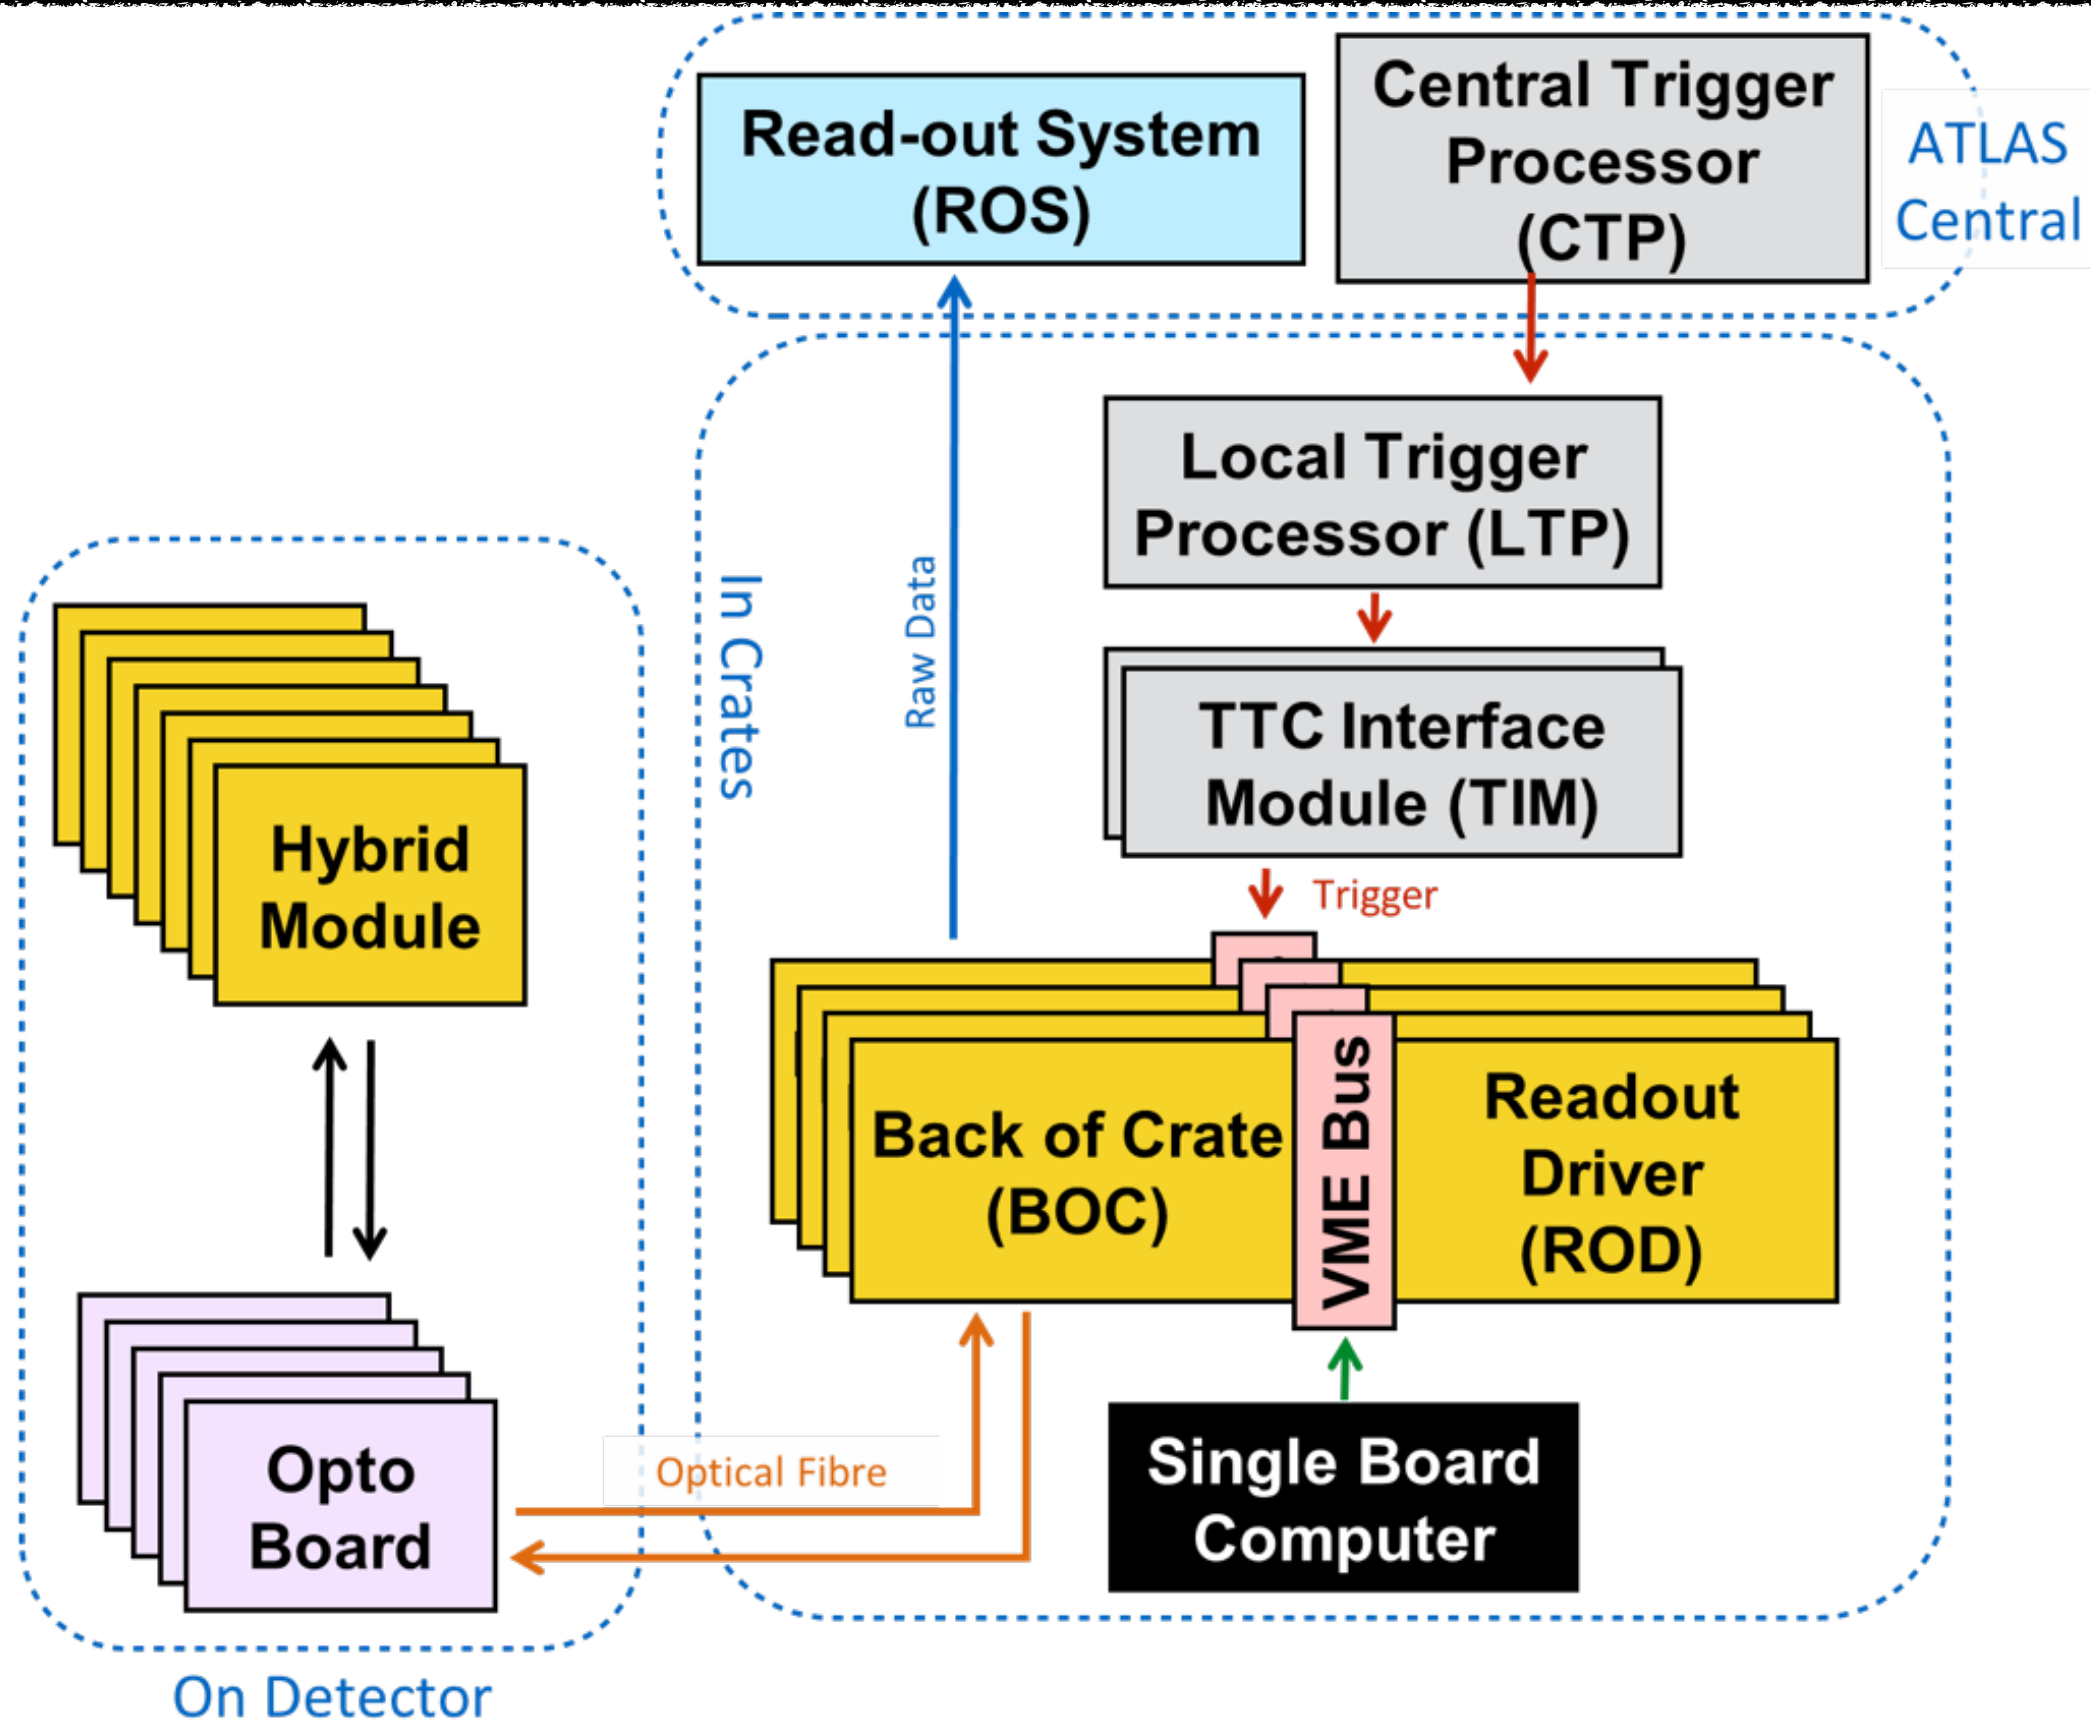 Read-out System
(ROS)
Central Trigger
Processor
(CTP)
ATLAS
Central
Local Trigger
Processor (LTP)
In Crates
Raw Data
TTC Interface
Module (TIM)
Trigger
Hybrid
Module
Back of Crate
(BOC)
VME Bus
Readout
Driver
(ROD)
Opto
Board
Optical Fibre
Single Board
Computer
On Detector